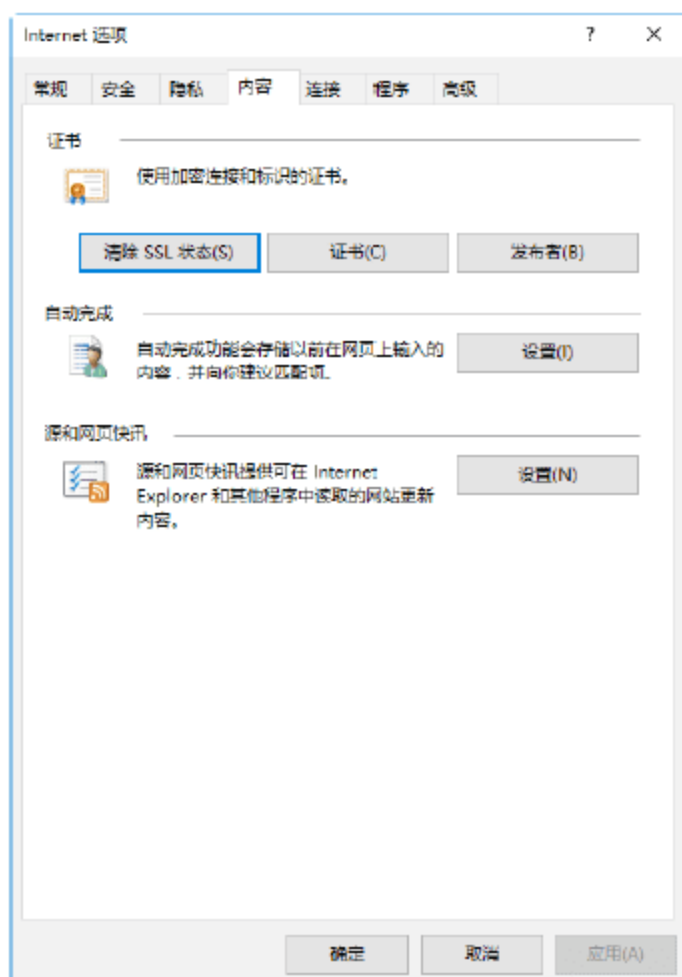 Internet 选项
?
常规 安全 隐私 内容 连接 程序 高级
证书
使用加密连接和标识的证书。
清除 SSL 状态(S) 证书(C) 发布者(B)
自动完成
自动完成功能会存储以前在网页上输入的
内容，并向你建议匹配项。
设置(I)
源和网页快讯
源和网页快讯提供可在 Internet
Explorer 和其他程序中读取的网站更新
内容。
设置(N)
确定 取消 应用(A)